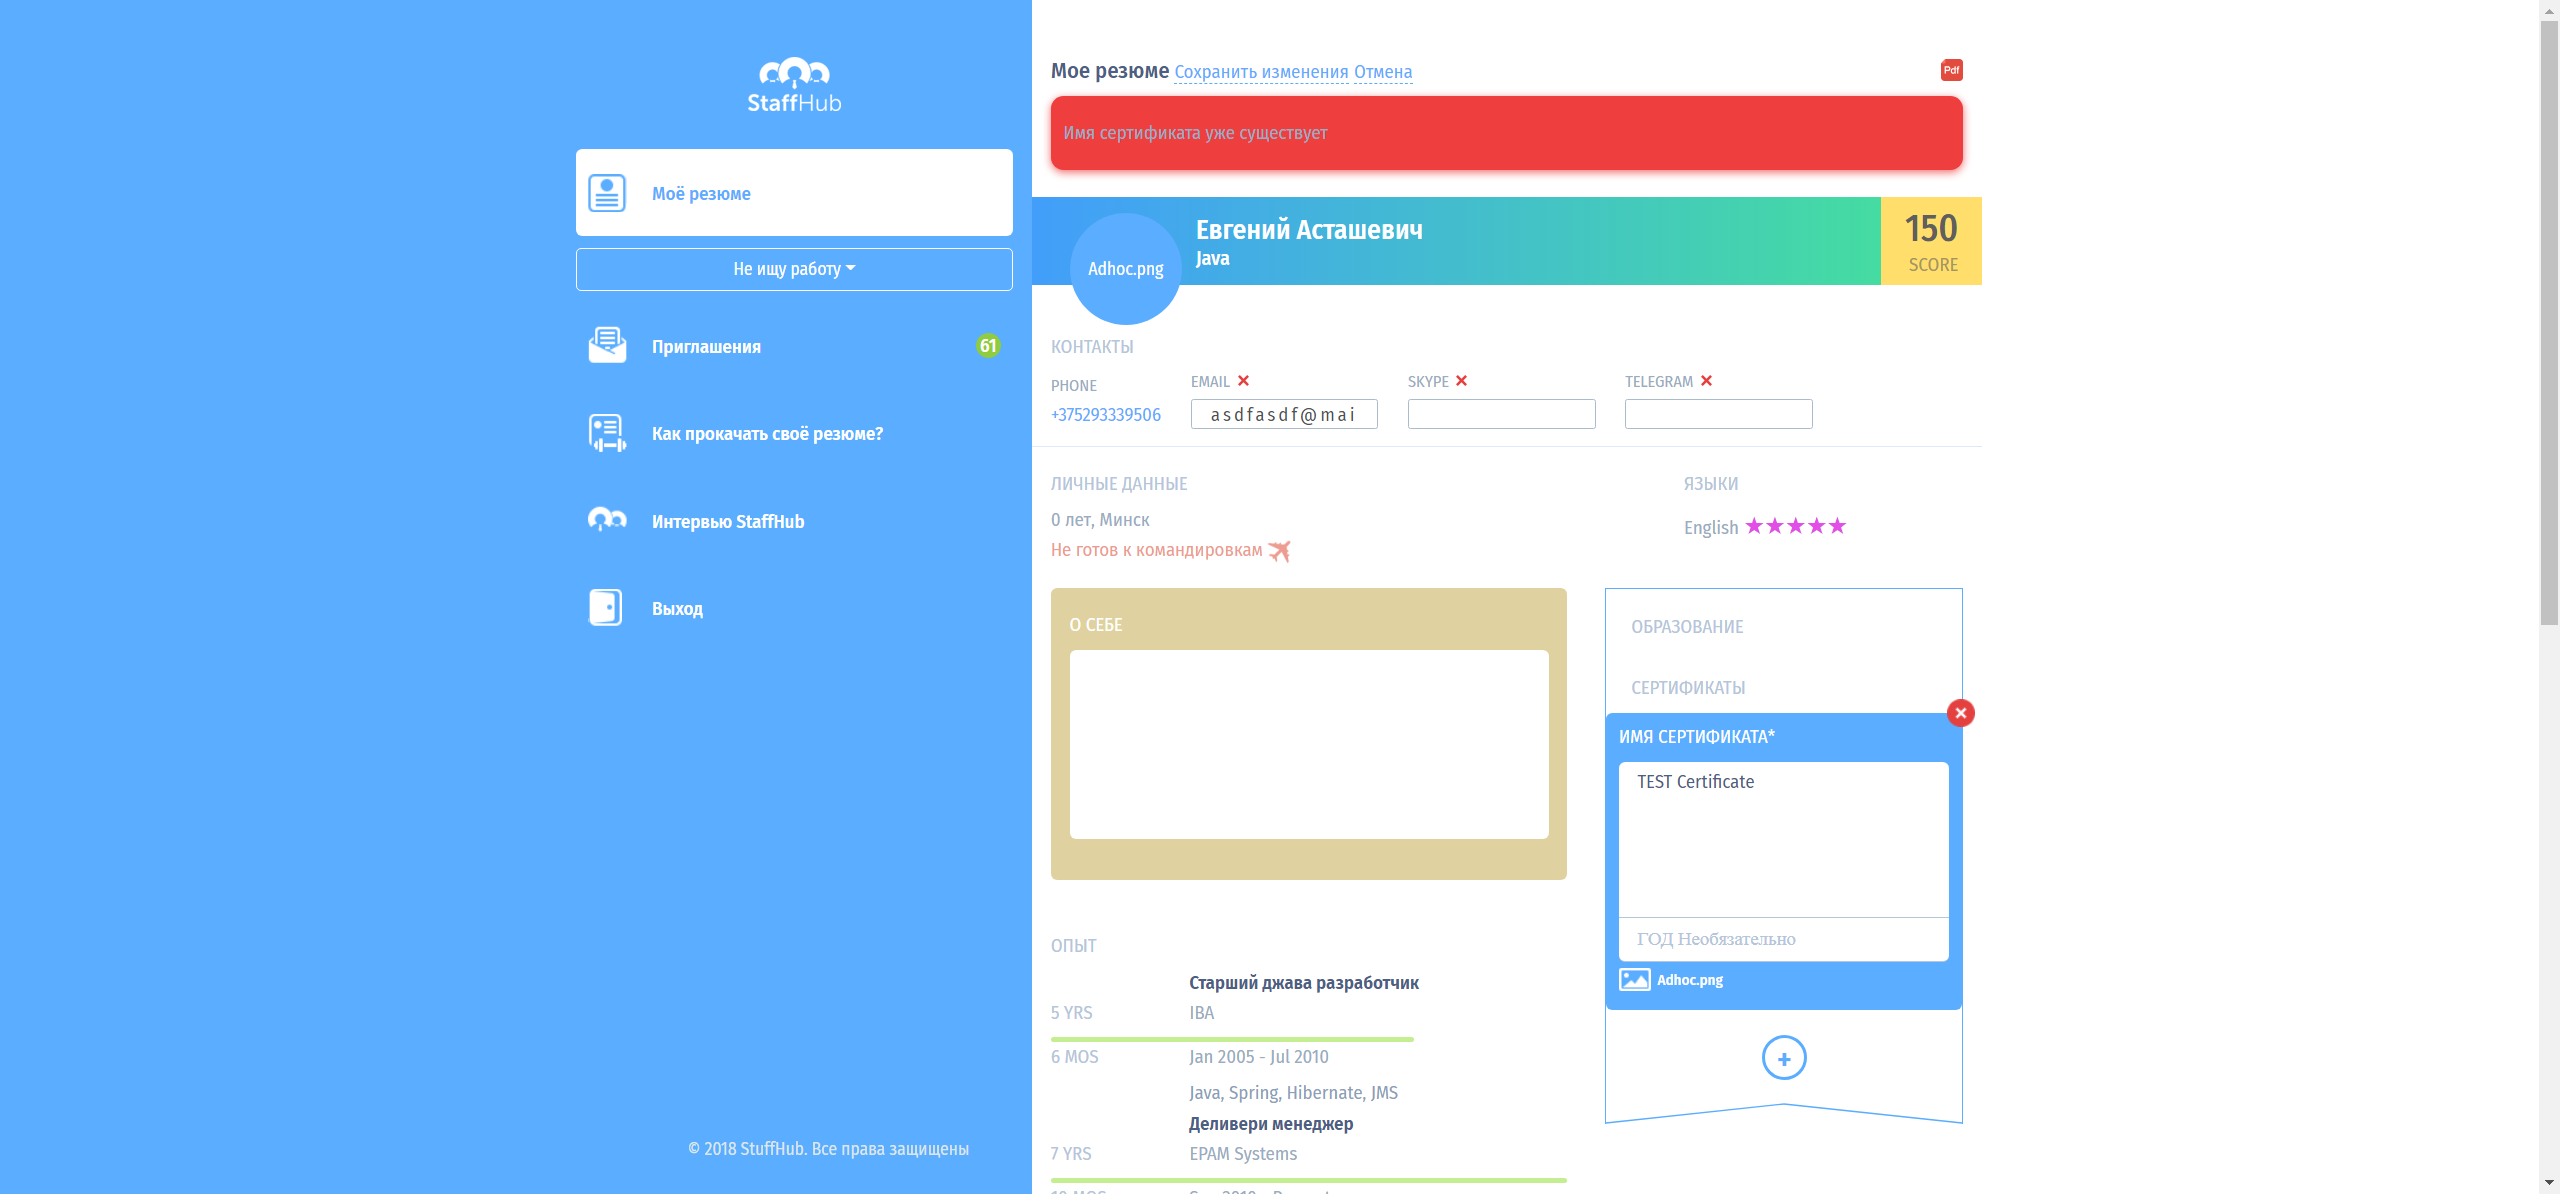 StaffHub
Моё резюме
Не ищу работу
Приглашения 61
Как прокачать своё резюме?
Интервью StaffHub
Выход
© 2018 StuffHub. Все права защищены
Мое резюме Сохранить изменения Отмена
Pdf
Имя сертификата уже существует
Adhoc.png
Евгений Асташевич
Java
150
SCORE
КОНТАКТЫ
PHONE EMAIL SKYPE TELEGRAM
+375293339506 asdfasdf@mai
ЛИЧНЫЕ ДАННЫЕ
0 лет, Минск
Не готов к командировкам
ЯЗЫКИ
English
О СЕБЕ
ОБРАЗОВАНИЕ
СЕРТИФИКАТЫ
ИМЯ СЕРТИФИКАТА*
TEST Certificate
ГОД Необязательно
Adhoc.png
+
ОПЫТ
Старший джава разработчик
5 YRS IBA
6 MOS Jan 2005 - Jul 2010
Java, Spring, Hibernate, JMS
Деливери менеджер
7 YRS EPAM Systems